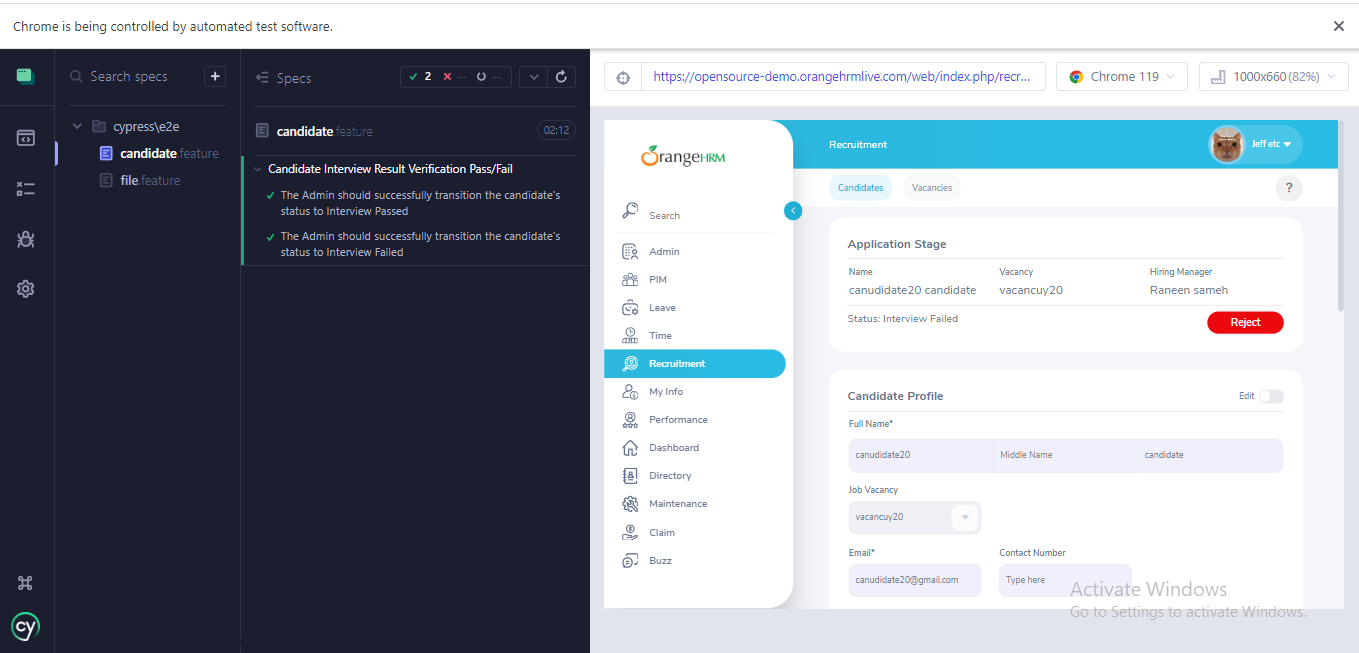 Chrome is being controlled by automated test software.
Search specs
+
cypress\e2e
candidate.feature
file.feature
Specs
2 -- --
candidate.feature
02:12
Candidate Interview Result Verification Pass/Fail
The Admin should successfully transition the candidate's
status to Interview Passed
The Admin should successfully transition the candidate's
status to Interview Failed
cy
https://opensource-demo.orangehrmlive.com/web/index.php/recr...
Chrome 119
1000x660 (82%)
OrangeHRM
Search
Admin
PIM
Leave
Time
Recruitment
My Info
Performance
Dashboard
Directory
Maintenance
Claim
Buzz
Recruitment
Jeff etc
Candidates
Vacancies
?
Application Stage
Name Vacancy Hiring Manager
canudidate20 candidate vacancuy20 Raneen sameh
Status: Interview Failed
Reject
Candidate Profile
Edit
Full Name*
canudidate20 Middle Name candidate
Job Vacancy
vacancuy20
Email* Contact Number
canudidate20@gmail.com Type here
Activate Windows
Go to Settings to activate Windows.